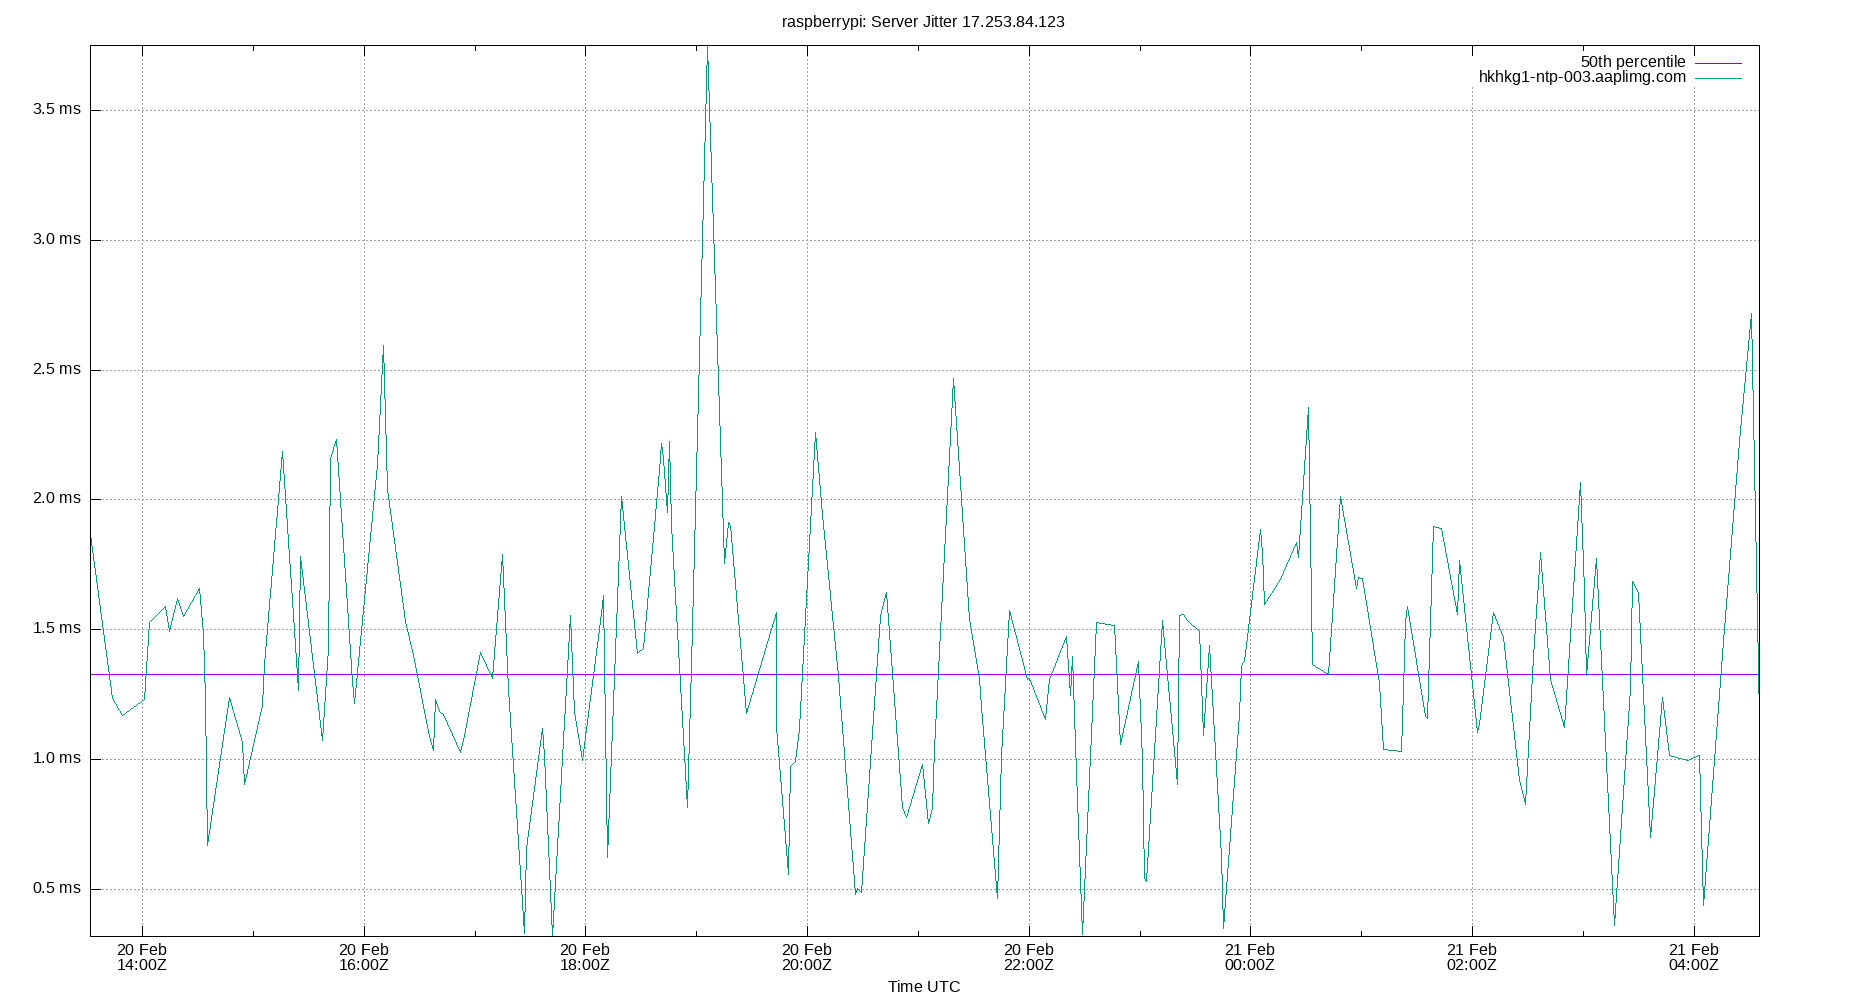 raspberrypi: Server Jitter 17.253.84.123
50th percentile
hkhkg1-ntp-003.aaplimg.com
3.5 ms
3.0 ms
2.5 ms
2.0 ms
1.5 ms
1.0 ms
0.5 ms
20 Feb 20 Feb 20 Feb 20 Feb 20 Feb 21 Feb 21 Feb 21 Feb
14:00Z 16:00Z 18:00Z 20:00Z 22:00Z 00:00Z 02:00Z 04:00Z
Time UTC